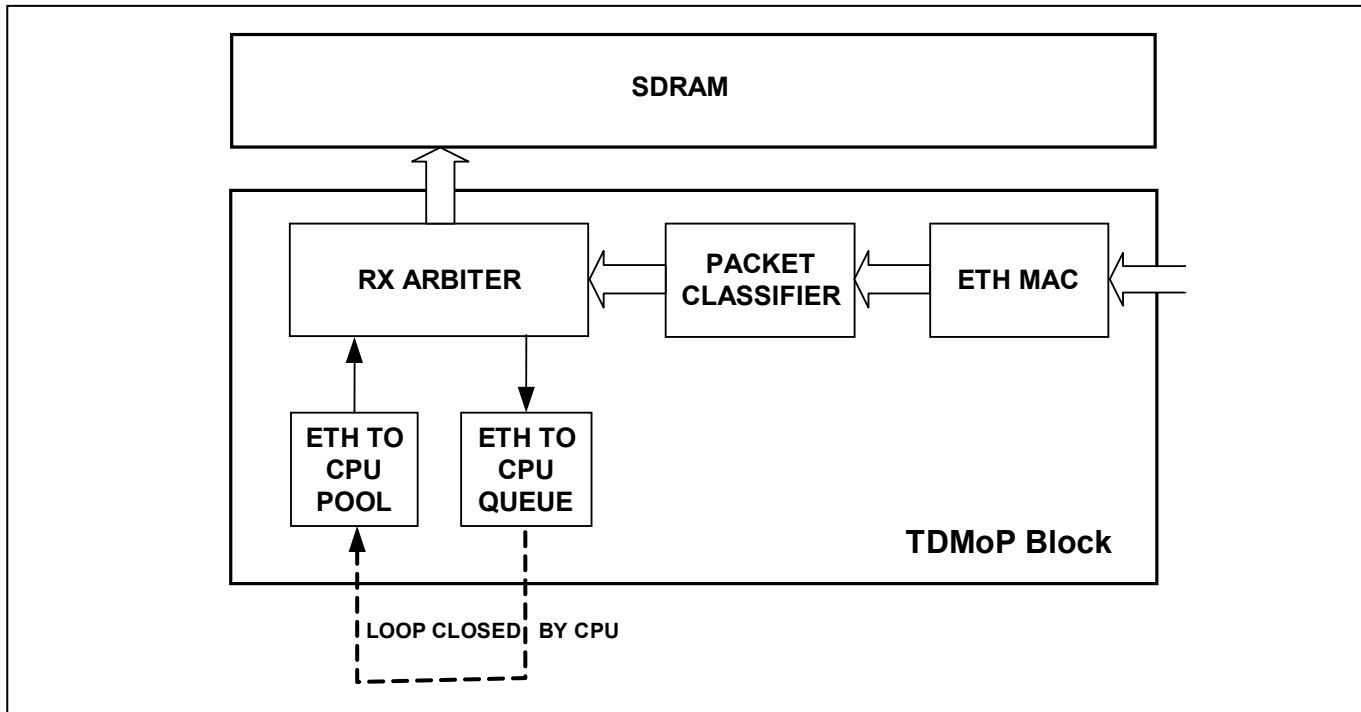 SDRAM
RX ARBITER
PACKET
CLASSIFIER
ETH MAC
ETH TO
CPU
POOL
ETH TO
CPU
QUEUE
TDMoP Block
LOOP CLOSED BY CPU